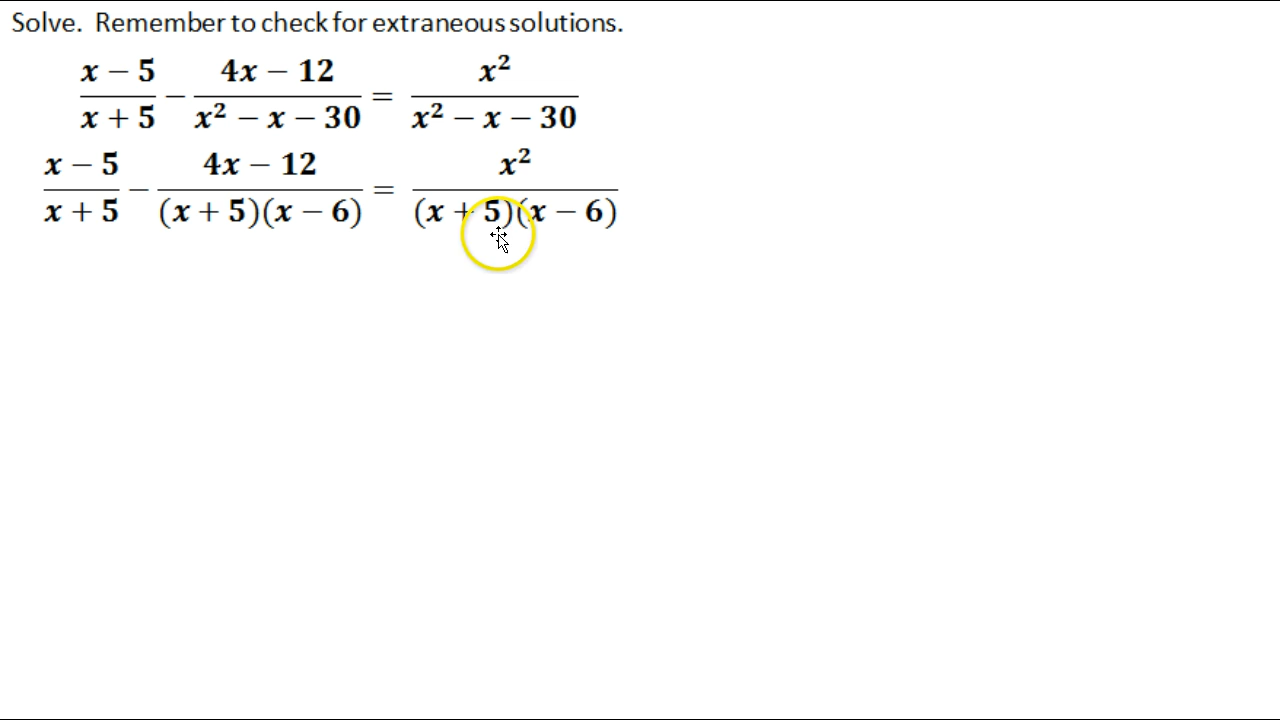 Solve. Remember to check for extraneous solutions.
x − 5 / x + 5 − 4x − 12 / x² − x − 30 = x² / x² − x − 30
x − 5 / x + 5 − 4x − 12 / (x + 5)(x − 6) = x² / (x + 5)(x − 6)